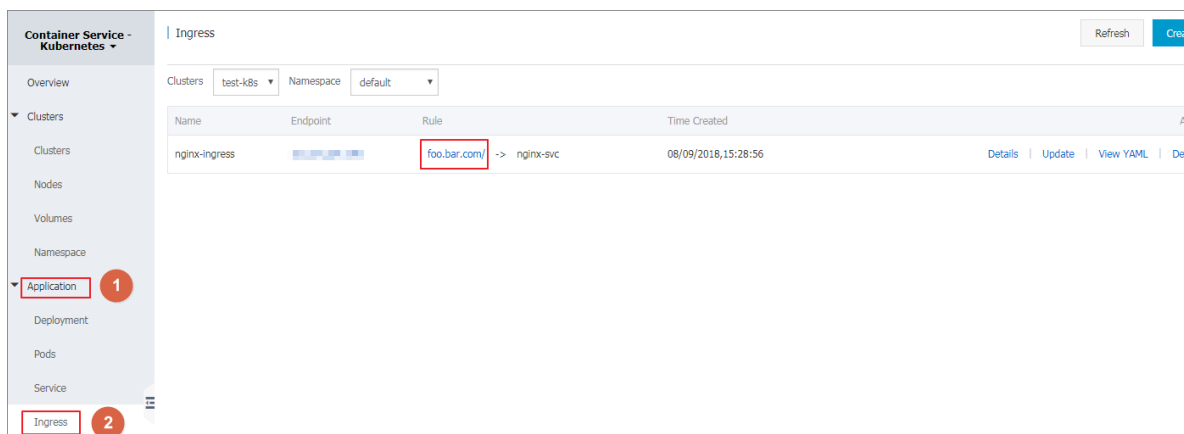 Container Service -
Kubernetes
Overview
Clusters
Clusters
Nodes
Volumes
Namespace
Application 1
Deployment
Pods
Service
Ingress 2
Ingress
Refresh
Clusters test-k8s Namespace default
Name Endpoint Rule Time Created
nginx-ingress foo.bar.com/ -> nginx-svc 08/09/2018,15:28:56 Details Update View YAML